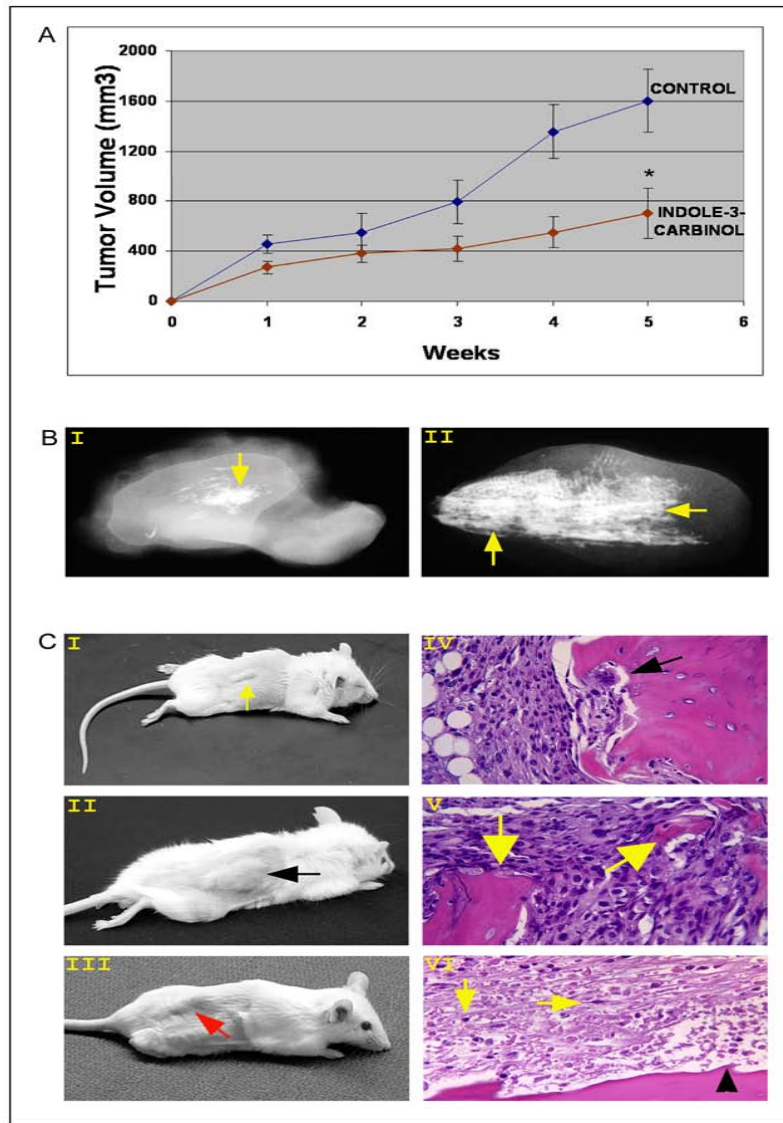 A
Tumor Volume (mm3)
2000
1600
1200
800
400
0
CONTROL
*
INDOLE-3-
CARBINOL
0 1 2 3 4 5 6
Weeks
B
I
II
C
I
IV
II
V
III
VI